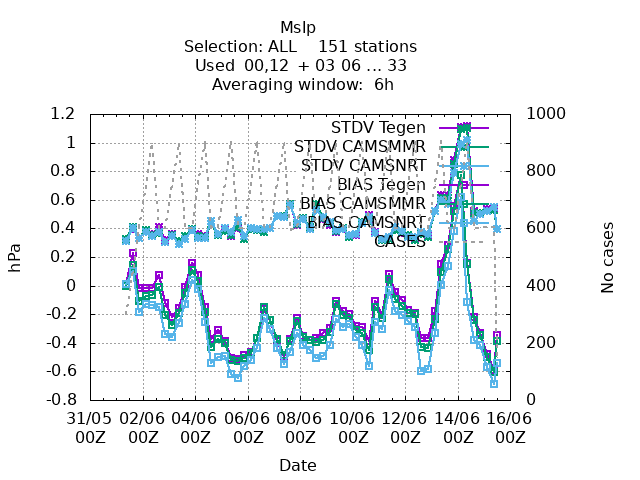 Mslp
Selection: ALL    151 stations
Used  00,12  + 03 06 ... 33
Averaging window:  6h
1.2
1
0.8
0.6
0.4
0.2
0
-0.2
-0.4
-0.6
-0.8
hPa
1000
800
600
400
200
0
No cases
STDV Tegen
STDV CAMSMMR
STDV CAMSNRT
BIAS Tegen
BIAS CAMSMMR
BIAS CAMSNRT
CASES
31/05 02/06 04/06 06/06 08/06 10/06 12/06 14/06 16/06
00Z 00Z 00Z 00Z 00Z 00Z 00Z 00Z 00Z
Date